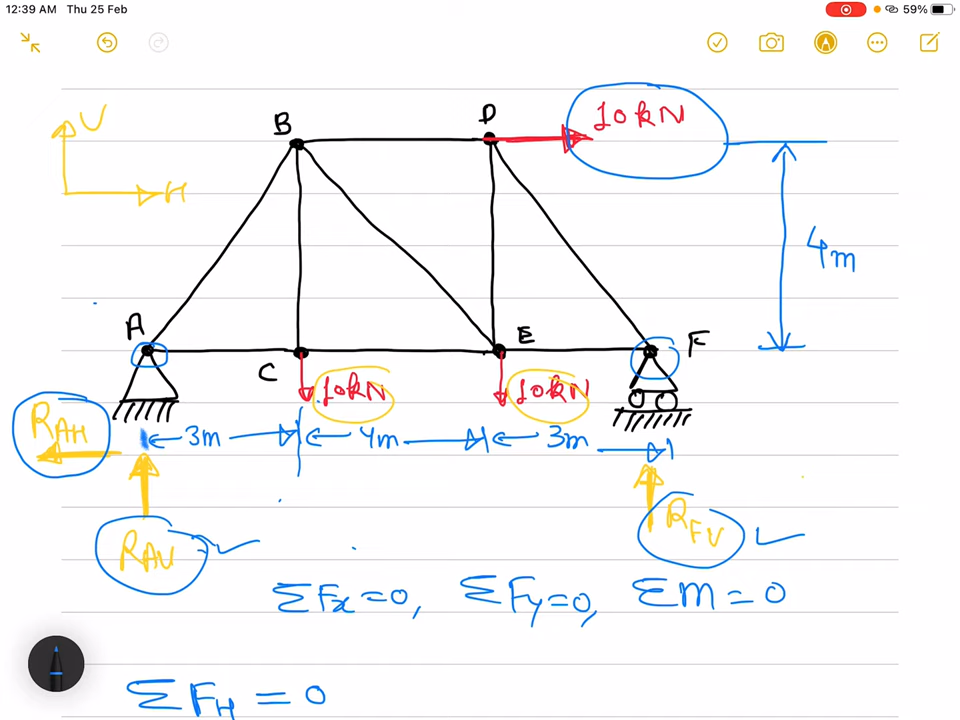 12:39 AM Thu 25 Feb
59%
V
H
B
D
10kN
4m
A
C
E
F
10kN
10kN
RAH
3m
4m
3m
RAV
RFV
ΣFx=0, ΣFy=0, Σm=0
ΣFH=0